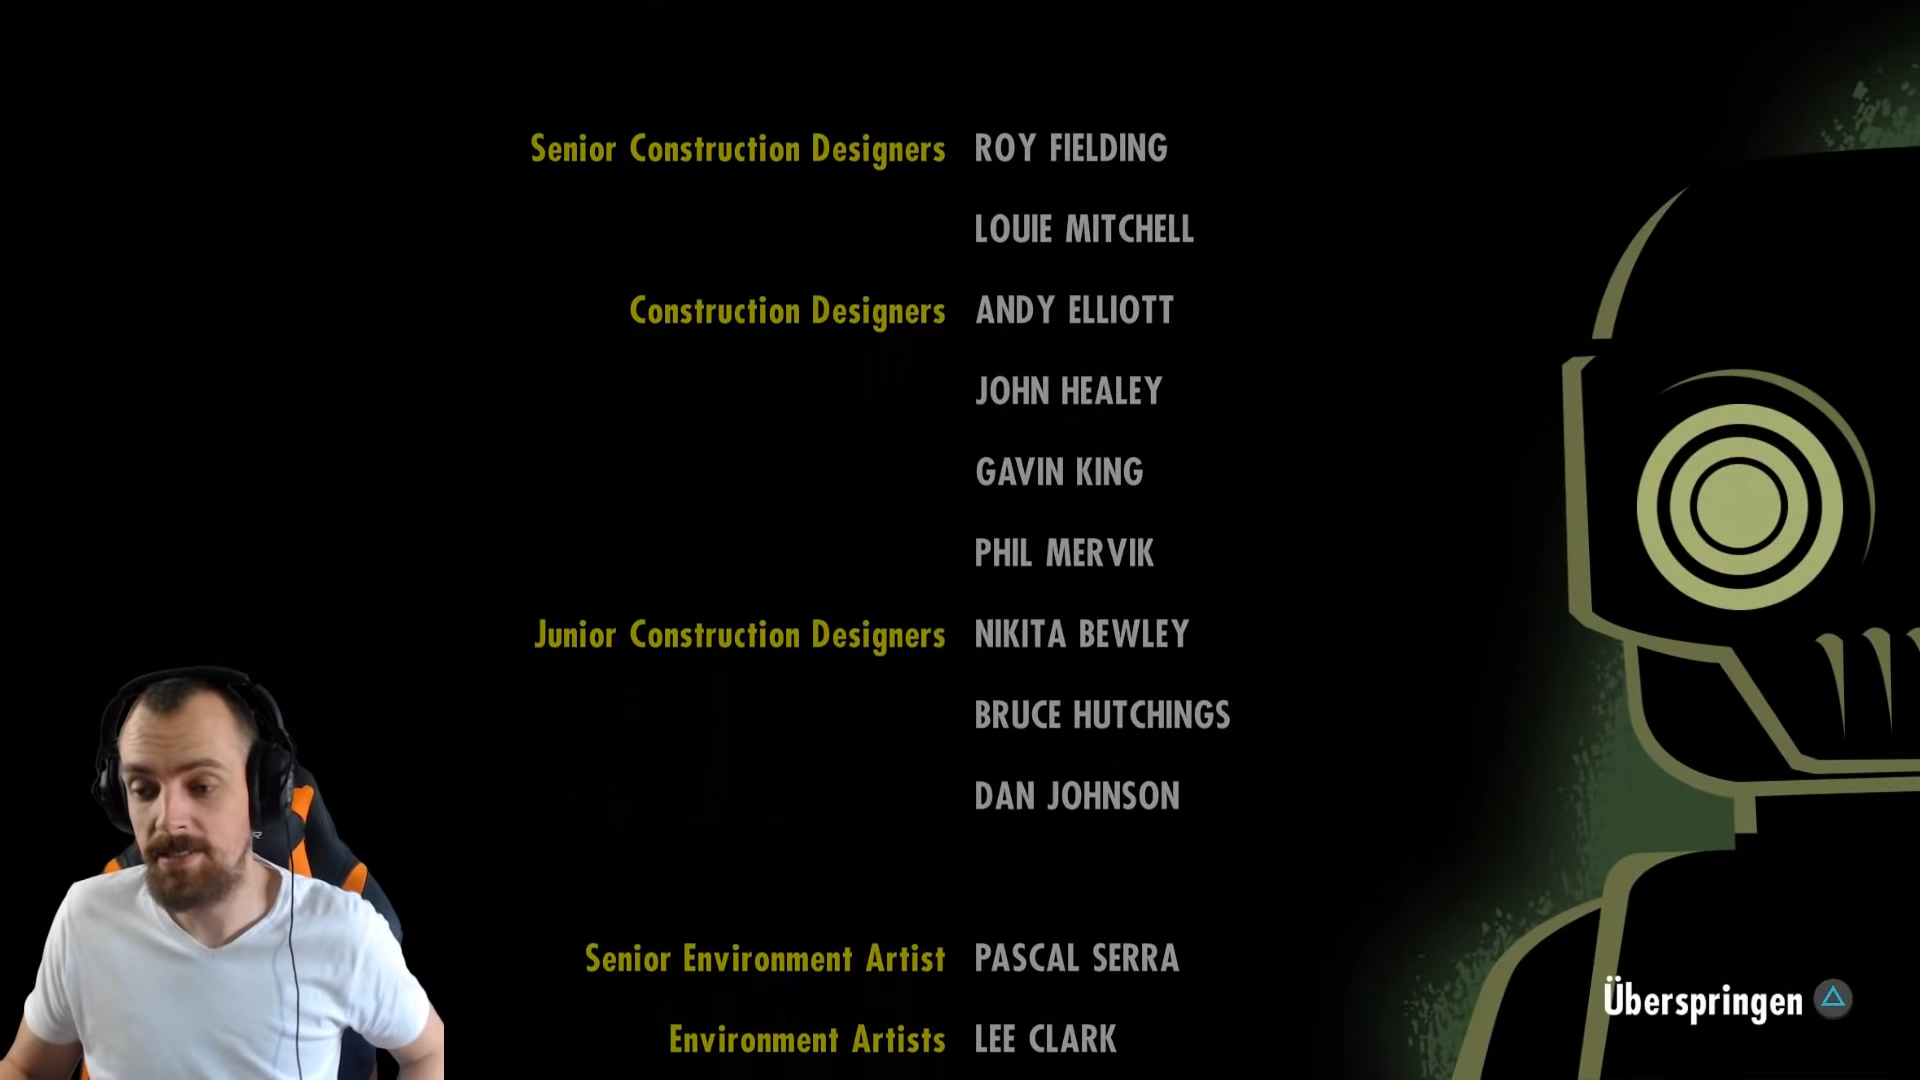 Senior Construction Designers ROY FIELDING
LOUIE MITCHELL
Construction Designers ANDY ELLIOTT
JOHN HEALEY
GAVIN KING
PHIL MERVIK
Junior Construction Designers NIKITA BEWLEY
BRUCE HUTCHINGS
DAN JOHNSON
Senior Environment Artist PASCAL SERRA
Überspringen
Environment Artists LEE CLARK